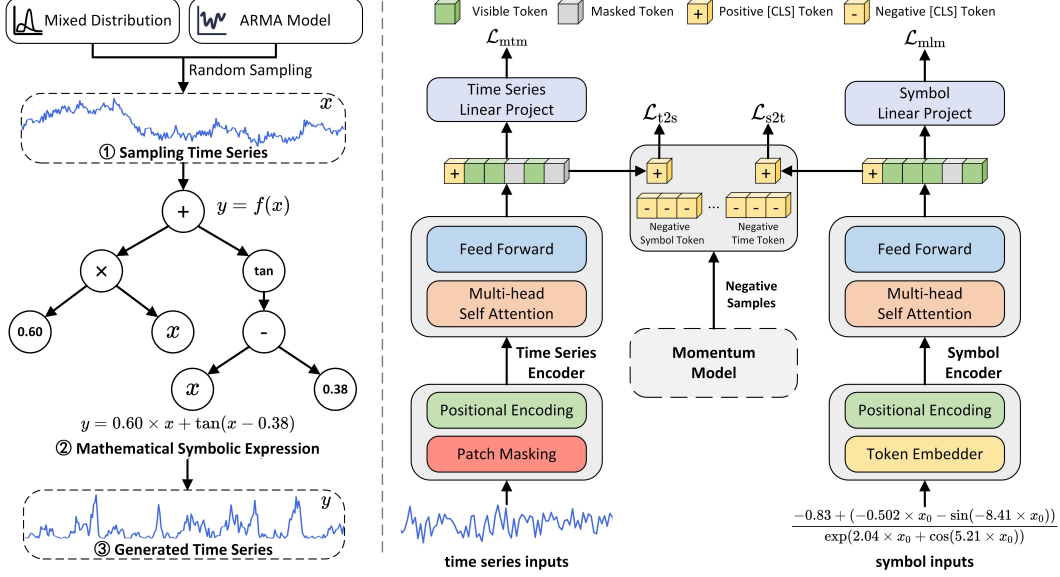 Mixed Distribution
ARMA Model
Random Sampling
x
① Sampling Time Series
+
y = f(x)
×
tan
0.60
x
-
x
0.38
y = 0.60 × x + tan(x − 0.38)
② Mathematical Symbolic Expression
y
③ Generated Time Series
Visible Token
Masked Token
+ Positive [CLS] Token
- Negative [CLS] Token
ℒmtm
ℒmlm
Time Series
Linear Project
Symbol
Linear Project
ℒt2s
ℒs2t
+
+
+
+
- - - ... - - -
Negative
Symbol Token
Negative
Time Token
Feed Forward
Multi-head
Self Attention
Feed Forward
Multi-head
Self Attention
Negative
Samples
Time Series
Encoder
Momentum
Model
Symbol
Encoder
Positional Encoding
Patch Masking
Positional Encoding
Token Embedder
−0.83 + (−0.502 × x₀ − sin(−8.41 × x₀))
exp(2.04 × x₀ + cos(5.21 × x₀))
time series inputs
symbol inputs